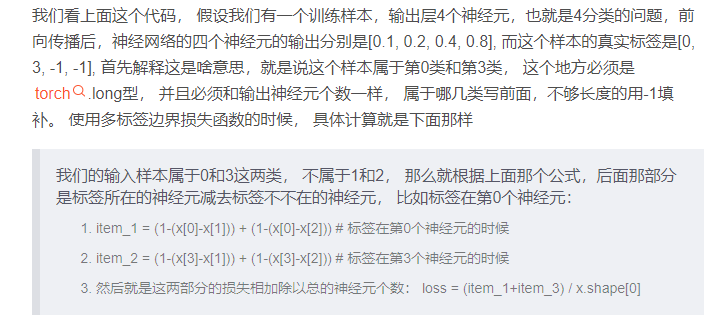 我们看上面这个代码， 假设我们有一个训练样本，输出层4个神经元，也就是4分类的问题，前
向传播后，神经网络的四个神经元的输出分别是[0.1, 0.2, 0.4, 0.8], 而这个样本的真实标签是[0,
3, -1, -1], 首先解释这是啥意思，就是说这个样本属于第0类和第3类， 这个地方必须是
torch.long型， 并且必须和输出神经元个数一样， 属于哪几类写前面，不够长度的用-1填
补。 使用多标签边界损失函数的时候， 具体计算就是下面那样
我们的输入样本属于0和3这两类， 不属于1和2， 那么就根据上面那个公式，后面那部分
是标签所在的神经元减去标签不不在的神经元， 比如标签在第0个神经元：
1. item_1 = (1-(x[0]-x[1])) + (1-(x[0]-x[2])) # 标签在第0个神经元的时候
2. item_2 = (1-(x[3]-x[1])) + (1-(x[3]-x[2])) # 标签在第3个神经元的时候
3. 然后就是这两部分的损失相加除以总的神经元个数： loss = (item_1+item_3) / x.shape[0]